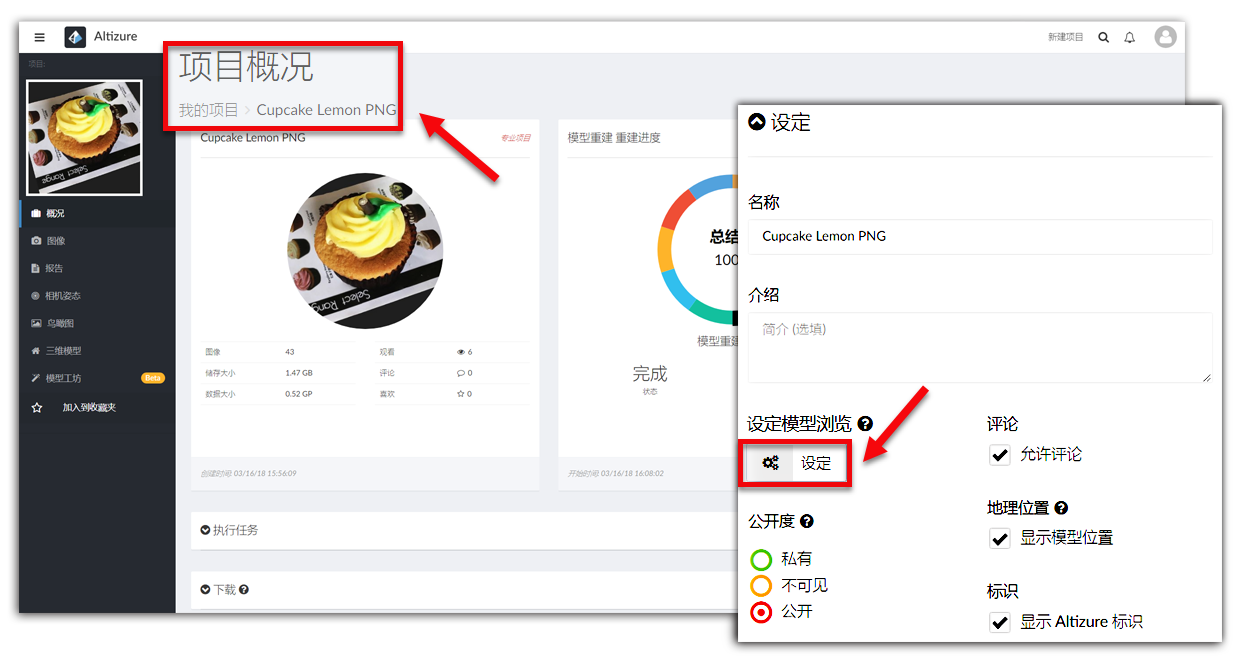 Altizure
新建项目
项目:
项目概况
我的项目 > Cupcake Lemon PNG
概况
图像
报告
相机姿态
鸟瞰图
三维模型
模型工坊 Beta
加入到收藏夹
Cupcake Lemon PNG 专业项目
Select Range
图像 43 观看 6
储存大小 1.47 GB 评论 0
数据大小 0.52 GP 喜欢 0
创建时间 03/16/18 15:56:09
模型重建 重建进度
总结
100
模型重建
完成
状态
开始时间 03/16/18 16:08:02
执行任务
下载
设定
名称
Cupcake Lemon PNG
介绍
简介 (选填)
设定模型浏览
设定
公开度
私有
不可见
公开
评论
允许评论
地理位置
显示模型位置
标识
显示 Altizure 标识